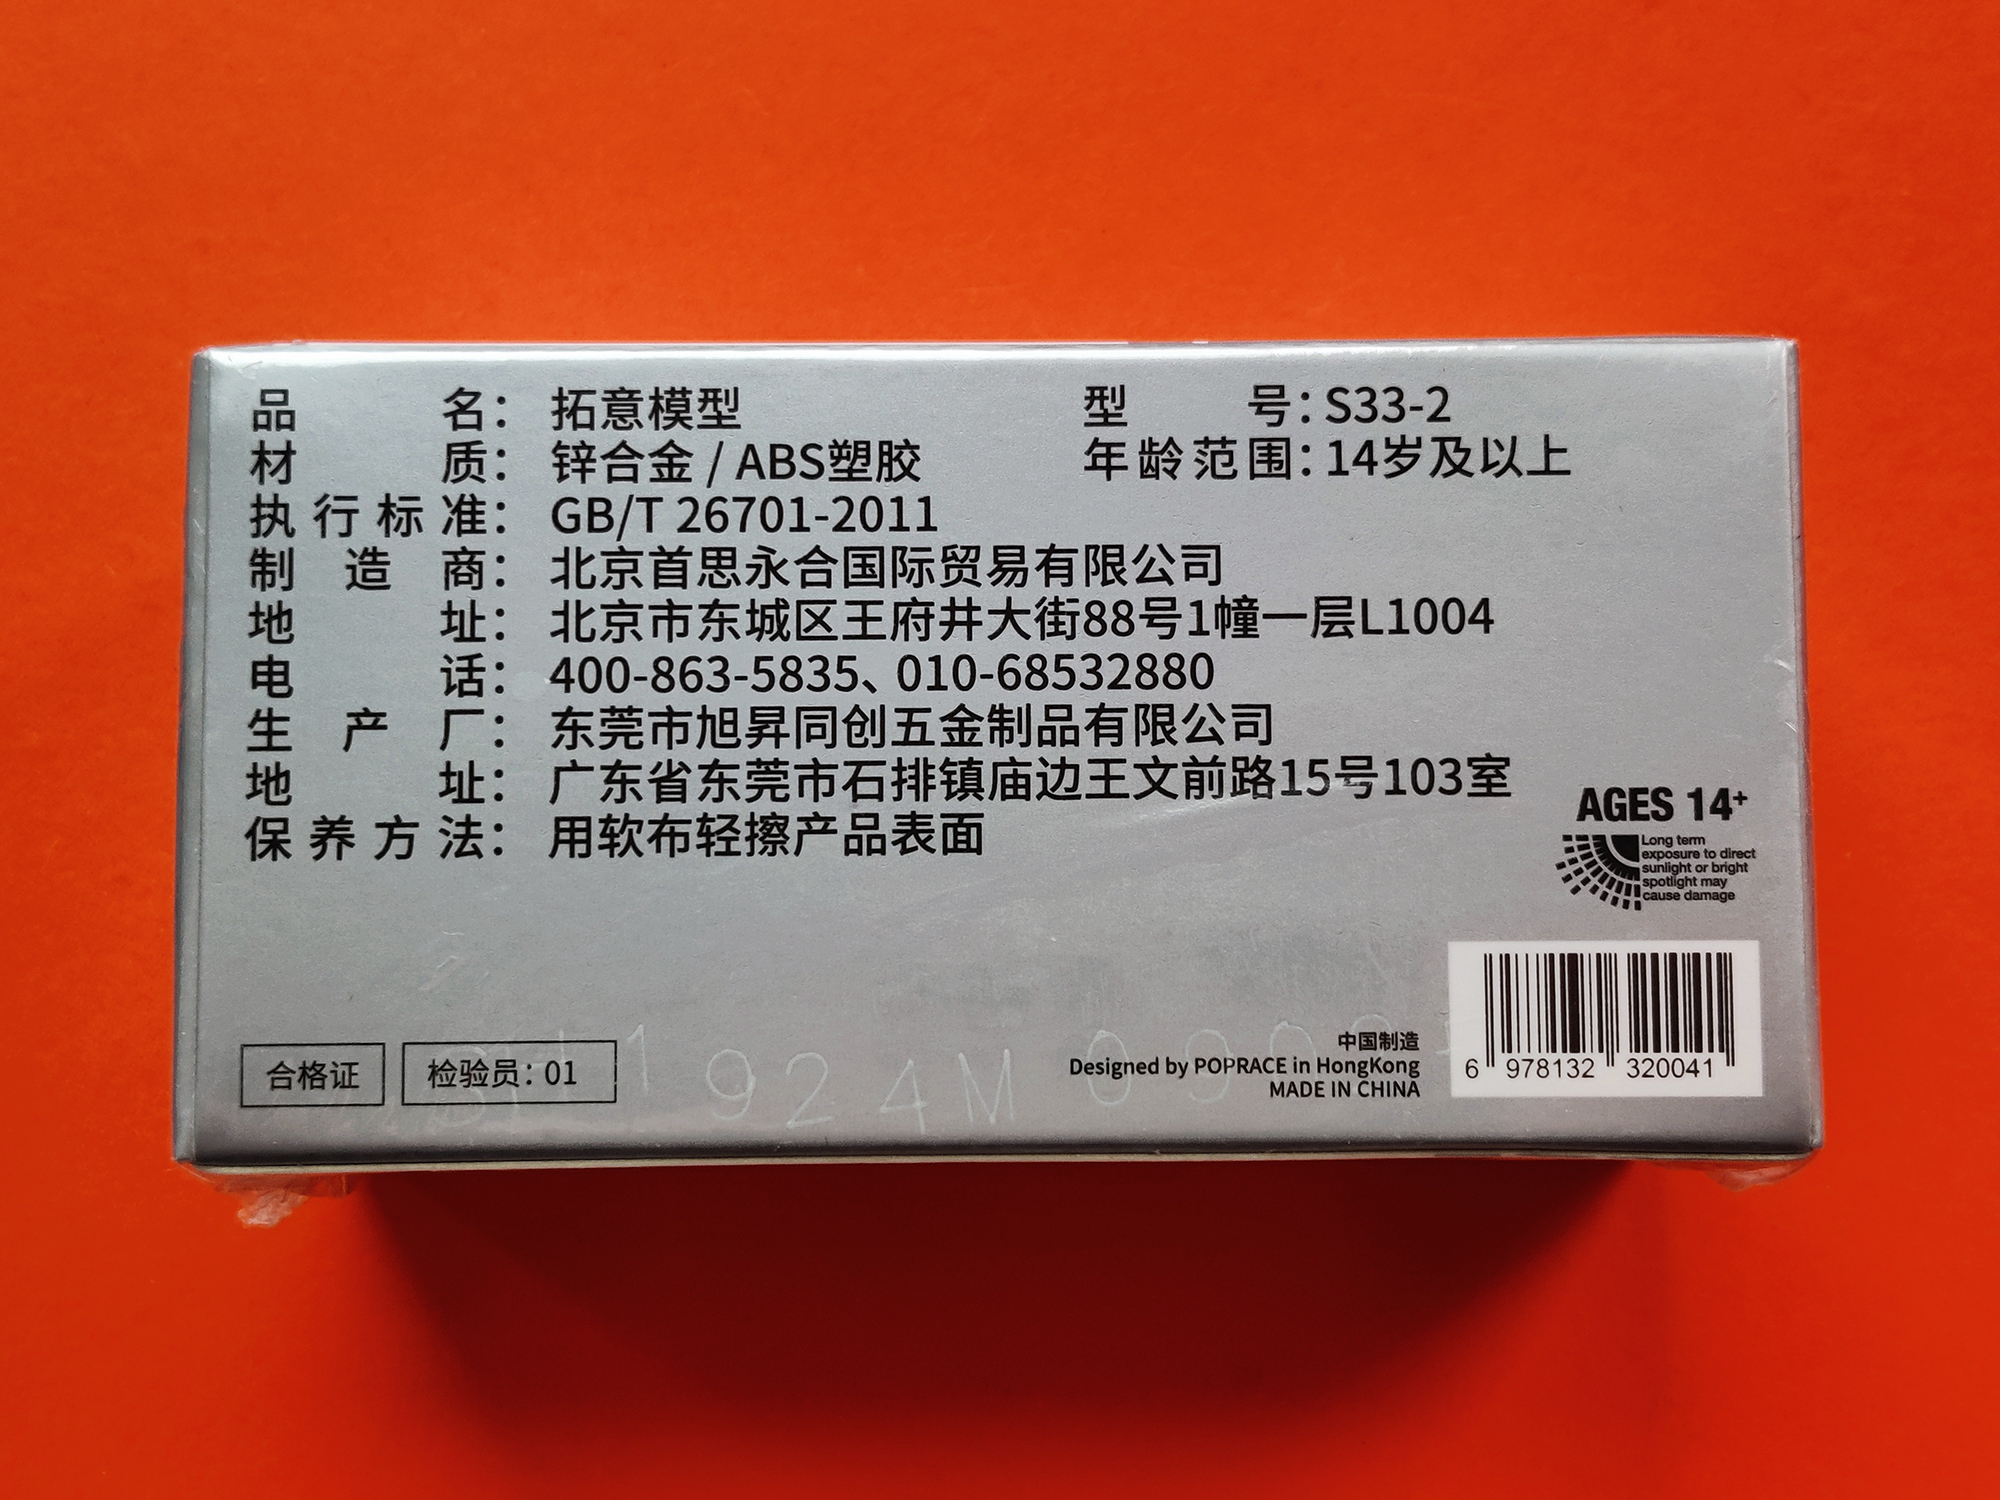 品名：拓意模型 型号：S33-2
材质：锌合金 / ABS塑胶 年龄范围：14岁及以上
执行标准：GB/T 26701-2011
制造商：北京首思永合国际贸易有限公司
地址：北京市东城区王府井大街88号1幢一层L1004
电话：400-863-5835、010-68532880
生产厂：东莞市旭昇同创五金制品有限公司
地址：广东省东莞市石排镇庙边王文前路15号103室
保养方法：用软布轻擦产品表面
AGES 14+
Long term
exposure to direct
sunlight or bright
spotlight may
cause damage
合格证
检验员：01
中国制造
Designed by POPRACE in HongKong
MADE IN CHINA
6 978132 320041